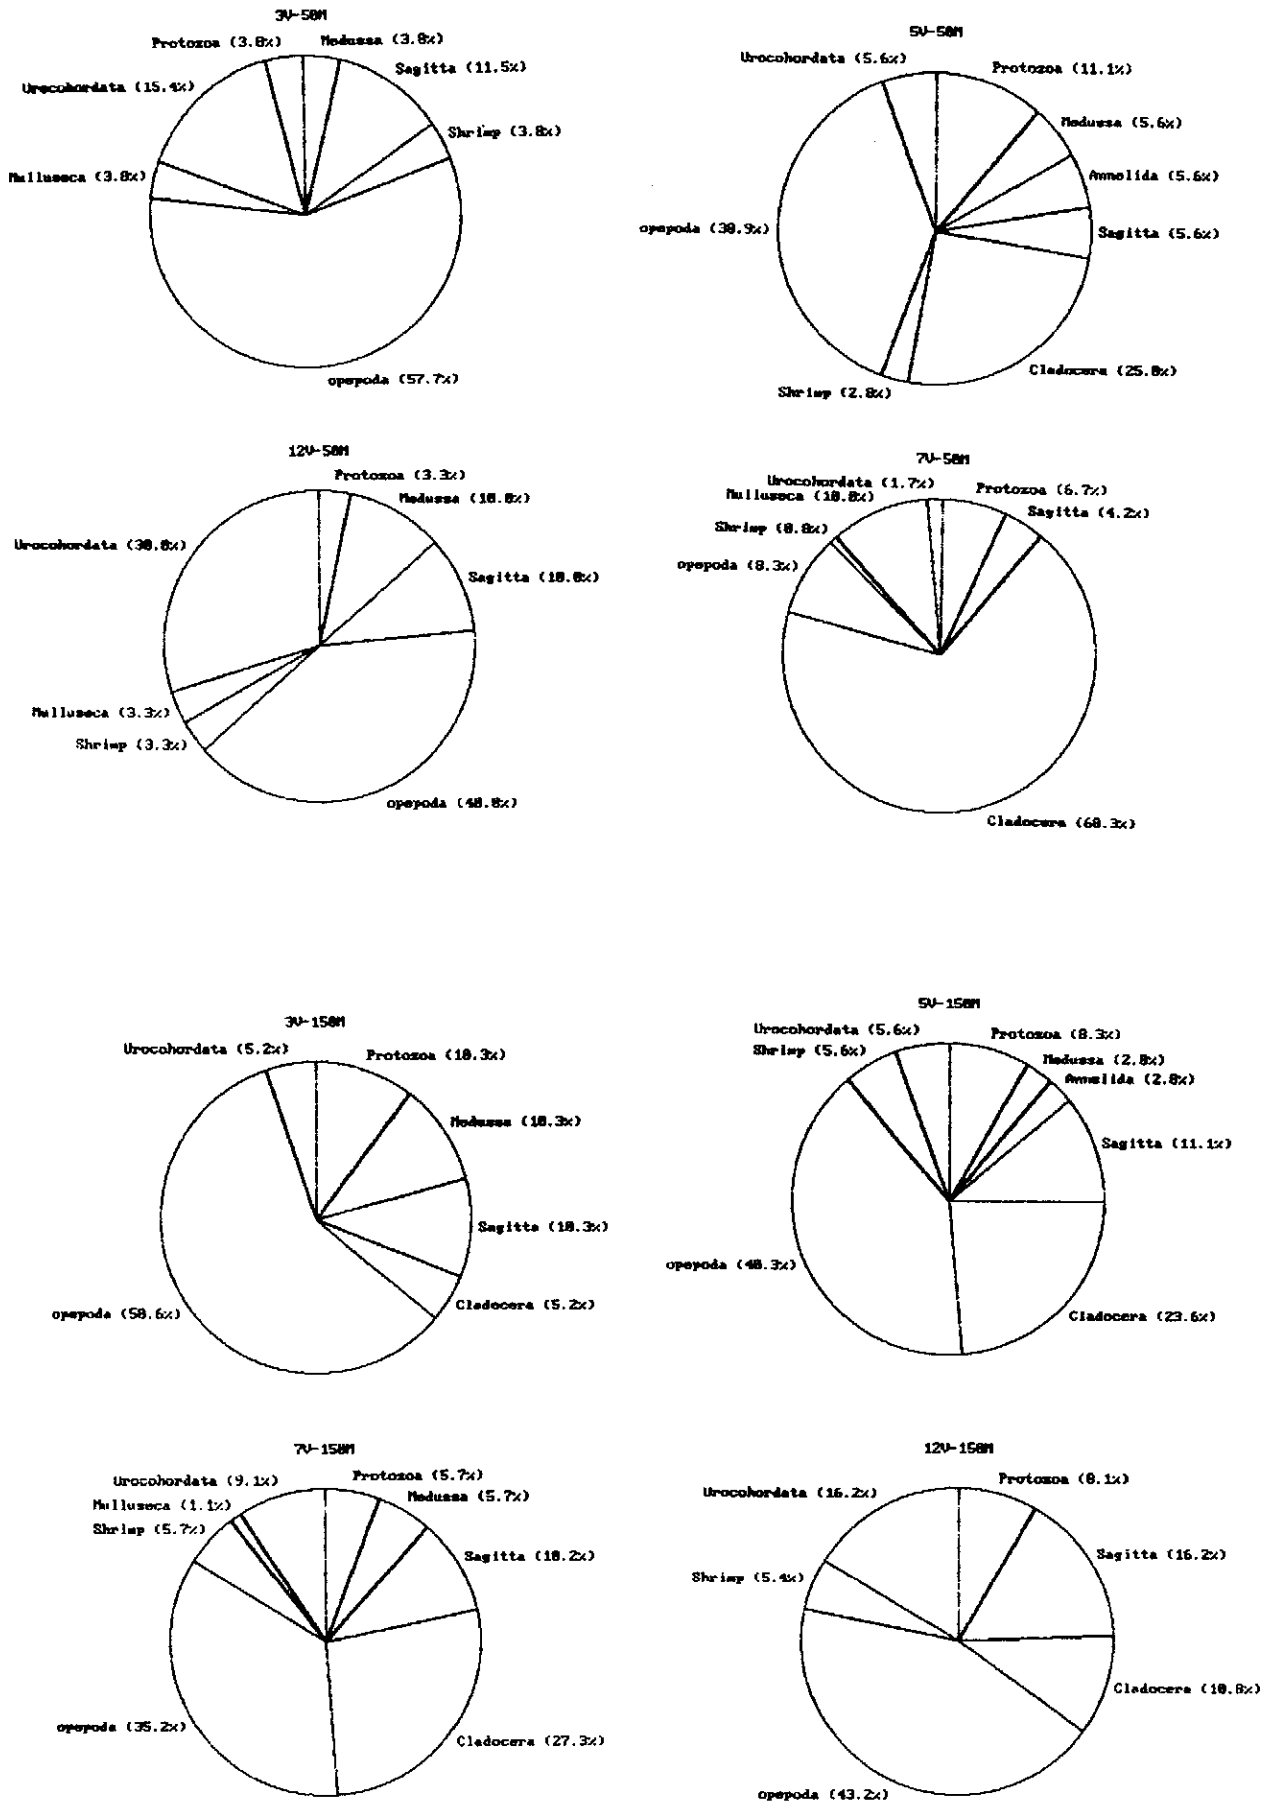 3V-50M
Protozoa (3.8%)
Medussa (3.8%)
Sagitta (11.5%)
Urocohordata (15.4%)
Shrimp (3.8%)
Mulluseca (3.8%)
opepoda (57.7%)
5V-50M
Urocohordata (5.6%)
Protozoa (11.1%)
Medussa (5.6%)
Annelida (5.6%)
opepoda (38.9%)
Sagitta (5.6%)
Cladocera (25.0%)
Shrimp (2.8%)
12V-50M
Protozoa (3.3%)
Medussa (10.0%)
Urocohordata (30.0%)
Sagitta (10.0%)
Mulluseca (3.3%)
Shrimp (3.3%)
opepoda (40.0%)
7V-50M
Urocohordata (1.7%)
Protozoa (6.7%)
Mulluseca (10.0%)
Sagitta (4.2%)
Shrimp (0.8%)
opepoda (8.3%)
Cladocera (68.3%)
3V-150M
Urocohordata (5.2%)
Protozoa (10.3%)
Medussa (10.3%)
Sagitta (10.3%)
Cladocera (5.2%)
opepoda (58.6%)
5V-150M
Urocohordata (5.6%)
Protozoa (8.3%)
Shrimp (5.6%)
Medussa (2.8%)
Annelida (2.8%)
Sagitta (11.1%)
opepoda (40.3%)
Cladocera (23.6%)
7V-150M
Urocohordata (9.1%)
Protozoa (5.7%)
Medussa (5.7%)
Mulluseca (1.1%)
Shrimp (5.7%)
Sagitta (10.2%)
opepoda (35.2%)
Cladocera (27.3%)
12V-150M
Protozoa (8.1%)
Urocohordata (16.2%)
Sagitta (16.2%)
Shrimp (5.4%)
Cladocera (10.8%)
opepoda (43.2%)